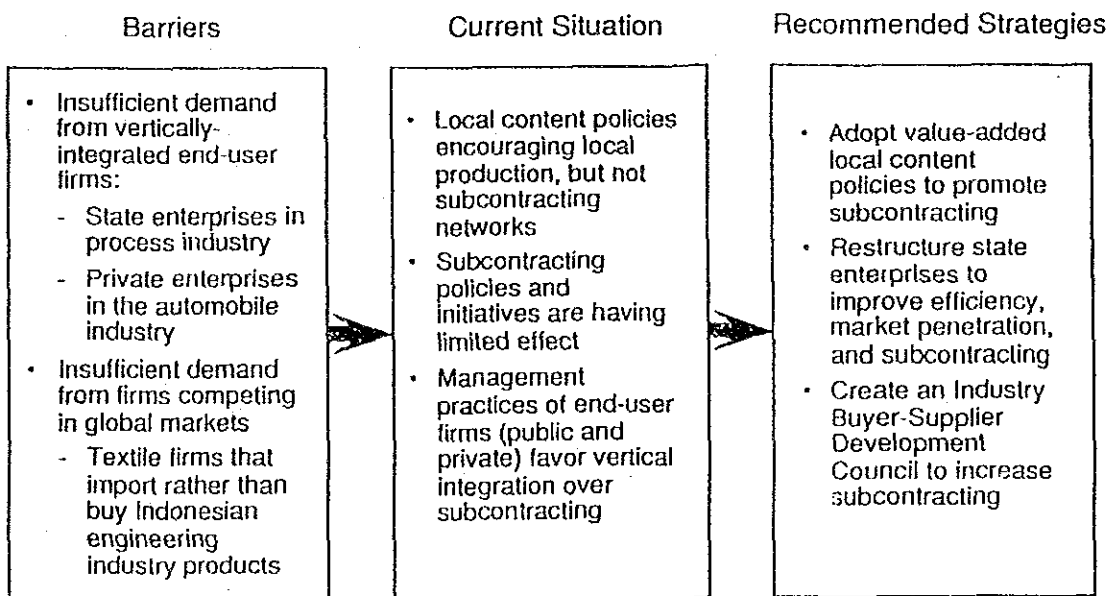 Barriers
• Insufficient demand
from vertically-
integrated end-user
firms:
- State enterprises in
process industry
- Private enterprises
in the automobile
industry
• Insufficient demand
from firms competing
in global markets
- Textile firms that
import rather than
buy Indonesian
engineering
industry products
Current Situation
• Local content policies
encouraging local
production, but not
subcontracting
networks
• Subcontracting
policies and
initiatives are having
limited effect
• Management
practices of end-user
firms (public and
private) favor vertical
integration over
subcontracting
Recommended Strategies
• Adopt value-added
local content
policies to promote
subcontracting
• Restructure state
enterprises to
improve efficiency,
market penetration,
and subcontracting
• Create an Industry
Buyer-Supplier
Development
Council to increase
subcontracting